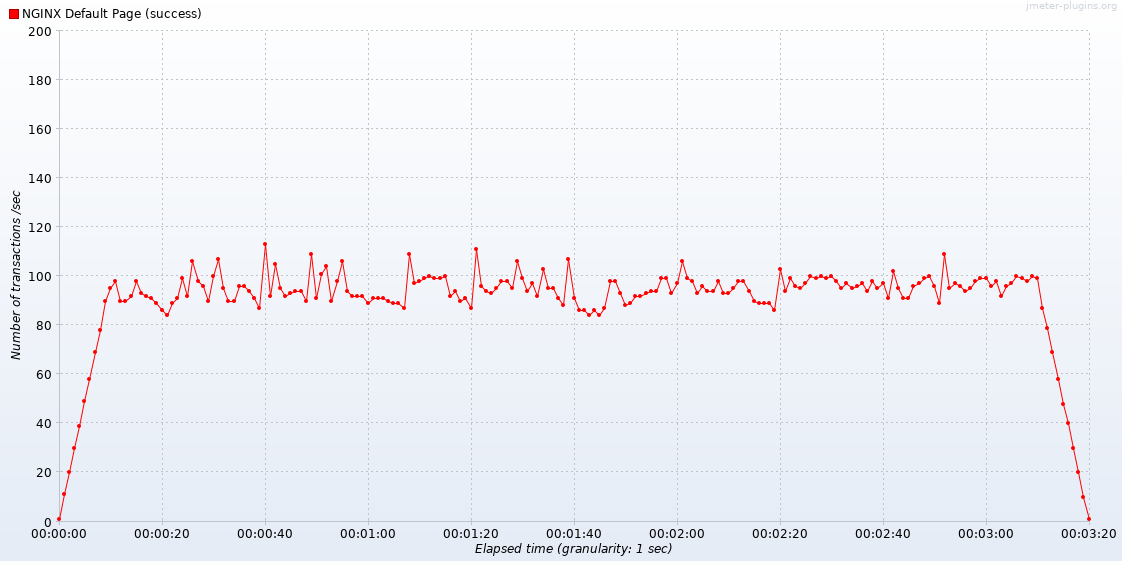 jmeter-plugins.org
NGINX Default Page (success)
200
180
160
140
120
100
80
60
40
20
0
Number of transactions /sec
00:00:00 00:00:20 00:00:40 00:01:00 00:01:20 00:01:40 00:02:00 00:02:20 00:02:40 00:03:00 00:03:20
Elapsed time (granularity: 1 sec)